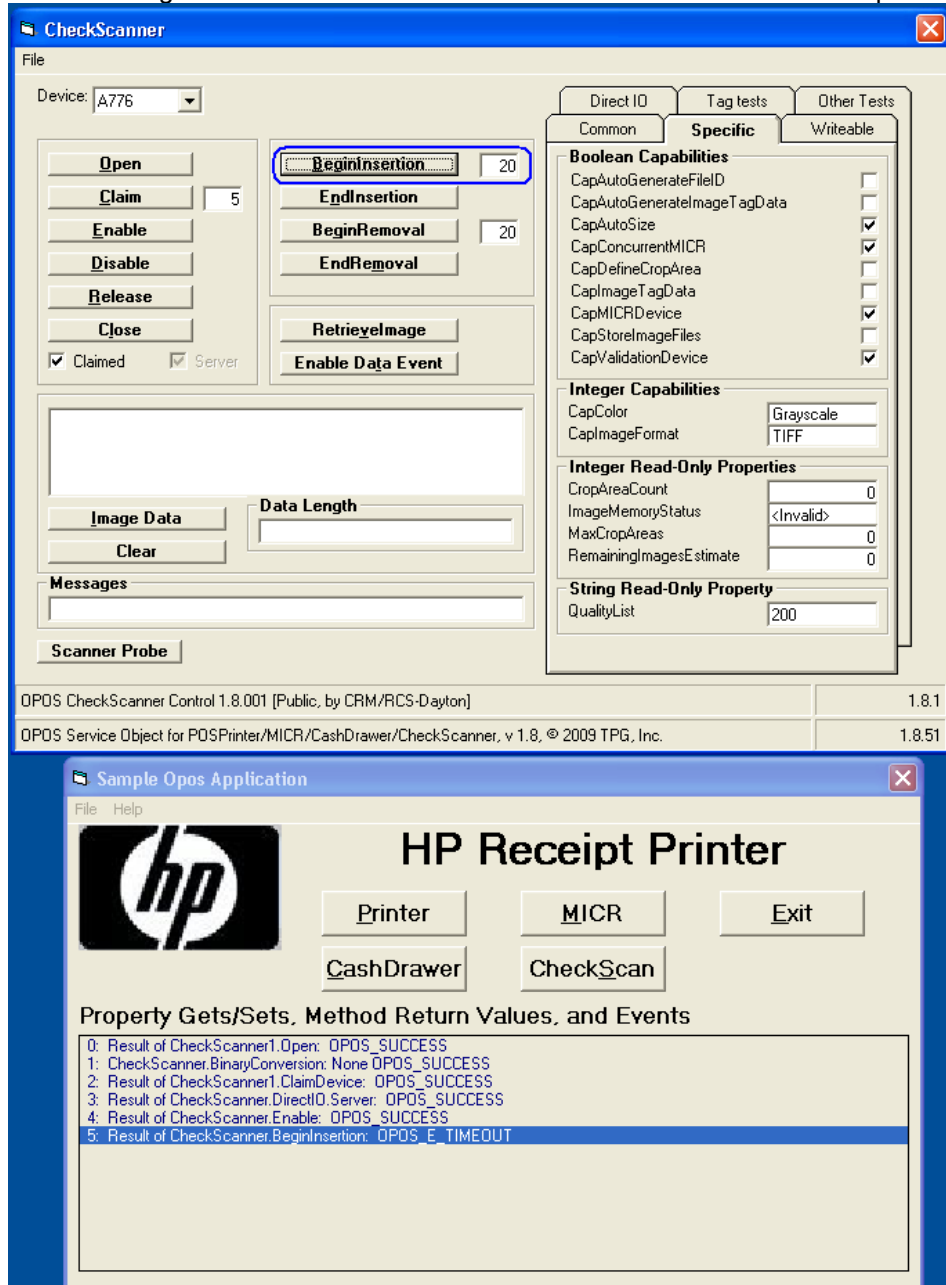 CheckScanner
File
Device: A776
Open
Claim 5
Enable
Disable
Release
Close
Claimed Server
BeginInsertion 20
EndInsertion
BeginRemoval 20
EndRemoval
RetrieveImage
Enable Data Event
Image Data
Clear
Data Length
Messages
Scanner Probe
Direct IO Tag tests Other Tests
Common Specific Writeable
Boolean Capabilities
CapAutoGenerateFileID
CapAutoGenerateImageTagData
CapAutoSize
CapConcurrentMICR
CapDefineCropArea
CapImageTagData
CapMICRDevice
CapStoreImageFiles
CapValidationDevice
Integer Capabilities
CapColor Grayscale
CapImageFormat TIFF
Integer Read-Only Properties
CropAreaCount 0
ImageMemoryStatus <Invalid>
MaxCropAreas 0
RemainingImagesEstimate 0
String Read-Only Property
QualityList 200
OPOS CheckScanner Control 1.8.001 [Public, by CRM/RCS-Dayton] 1.8.1
OPOS Service Object for POSPrinter/MICR/CashDrawer/CheckScanner, v 1.8, © 2009 TPG, Inc. 1.8.51
Sample Opos Application
File Help
hp
HP Receipt Printer
Printer MICR Exit
CashDrawer CheckScan
Property Gets/Sets, Method Return Values, and Events
0: Result of CheckScanner1.Open: OPOS_SUCCESS
1: CheckScanner.BinaryConversion: None OPOS_SUCCESS
2: Result of CheckScanner1.ClaimDevice: OPOS_SUCCESS
3: Result of CheckScanner.DirectIO.Server: OPOS_SUCCESS
4: Result of CheckScanner.Enable: OPOS_SUCCESS
5: Result of CheckScanner.BeginInsertion: OPOS_E_TIMEOUT